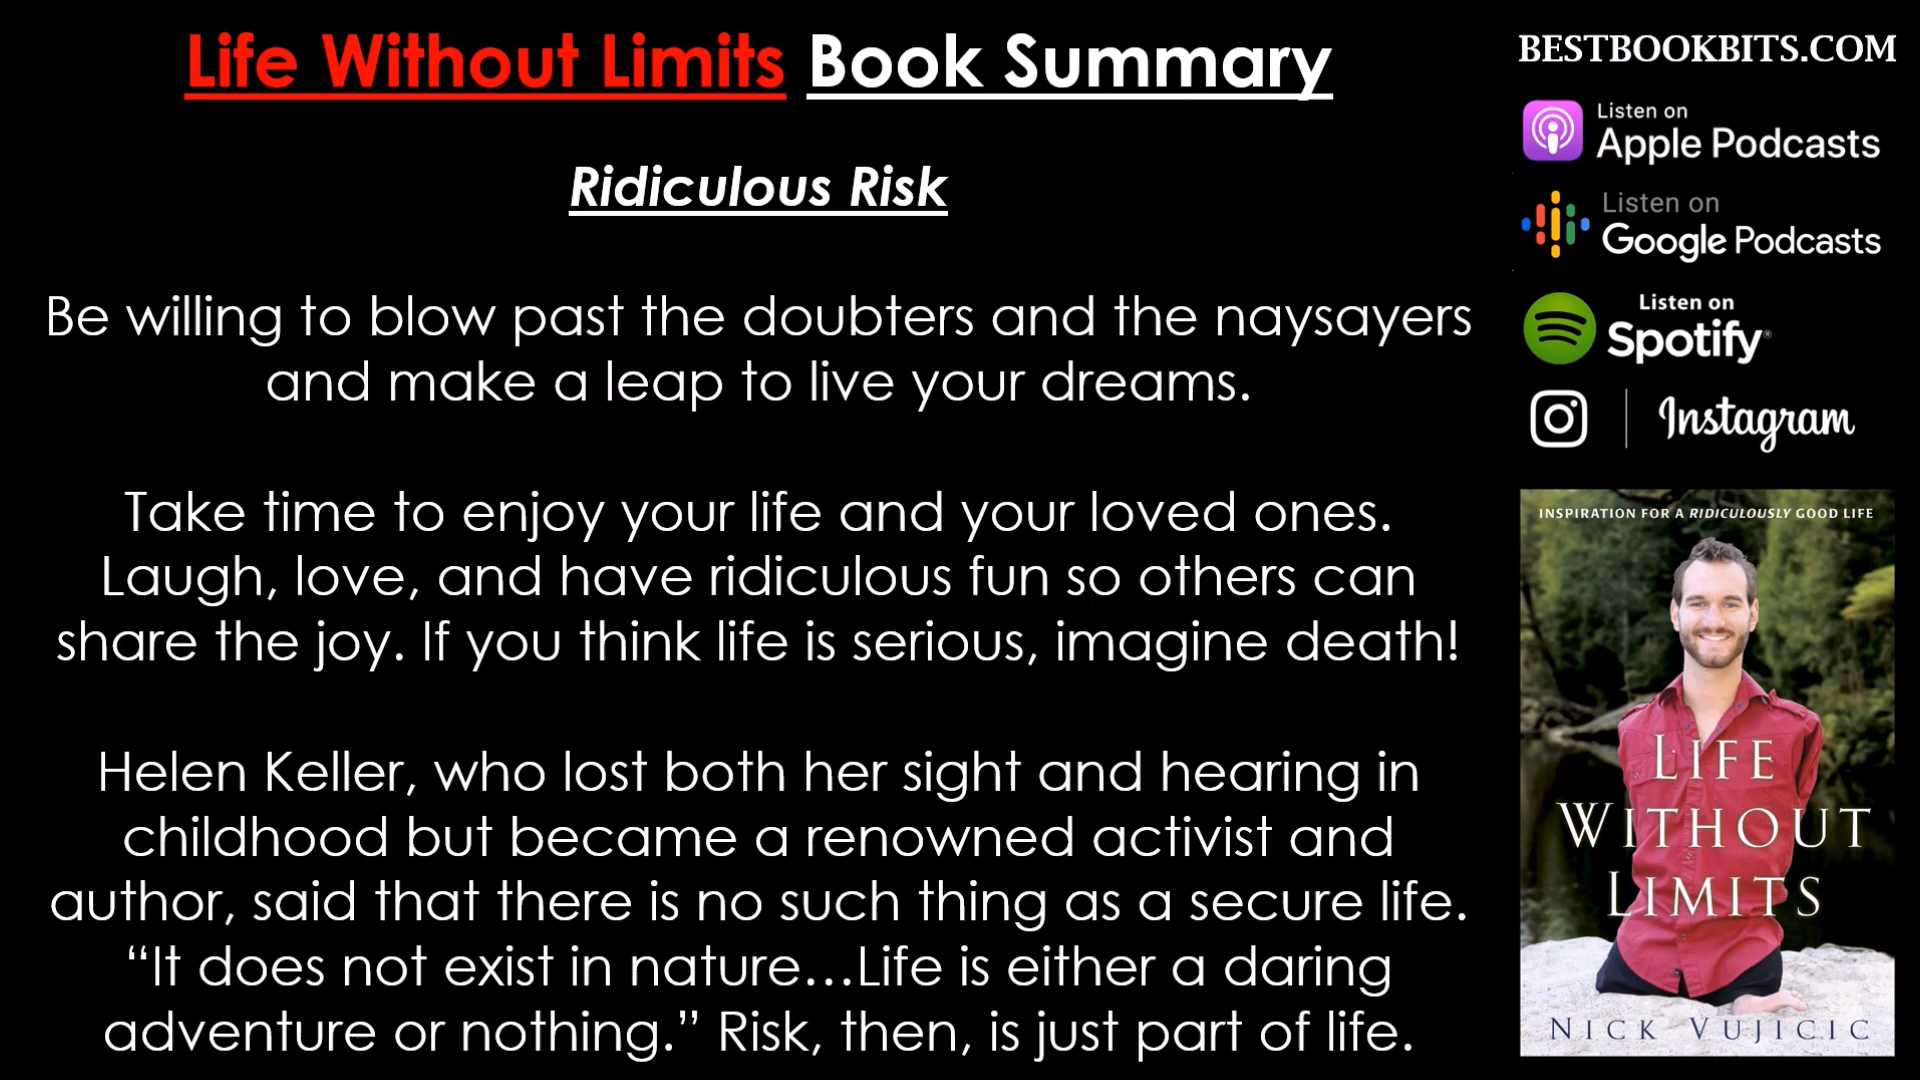 Life Without Limits Book Summary
Ridiculous Risk
Be willing to blow past the doubters and the naysayers
and make a leap to live your dreams.
Take time to enjoy your life and your loved ones.
Laugh, love, and have ridiculous fun so others can
share the joy. If you think life is serious, imagine death!
Helen Keller, who lost both her sight and hearing in
childhood but became a renowned activist and
author, said that there is no such thing as a secure life.
“It does not exist in nature…Life is either a daring
adventure or nothing.” Risk, then, is just part of life.
BESTBOOKBITS.COM
Listen on
Apple Podcasts
Listen on
Google Podcasts
Listen on
Spotify®
Instagram
INSPIRATION FOR A RIDICULOUSLY GOOD LIFE
LIFE
WITHOUT
LIMITS
NICK VUJICIC